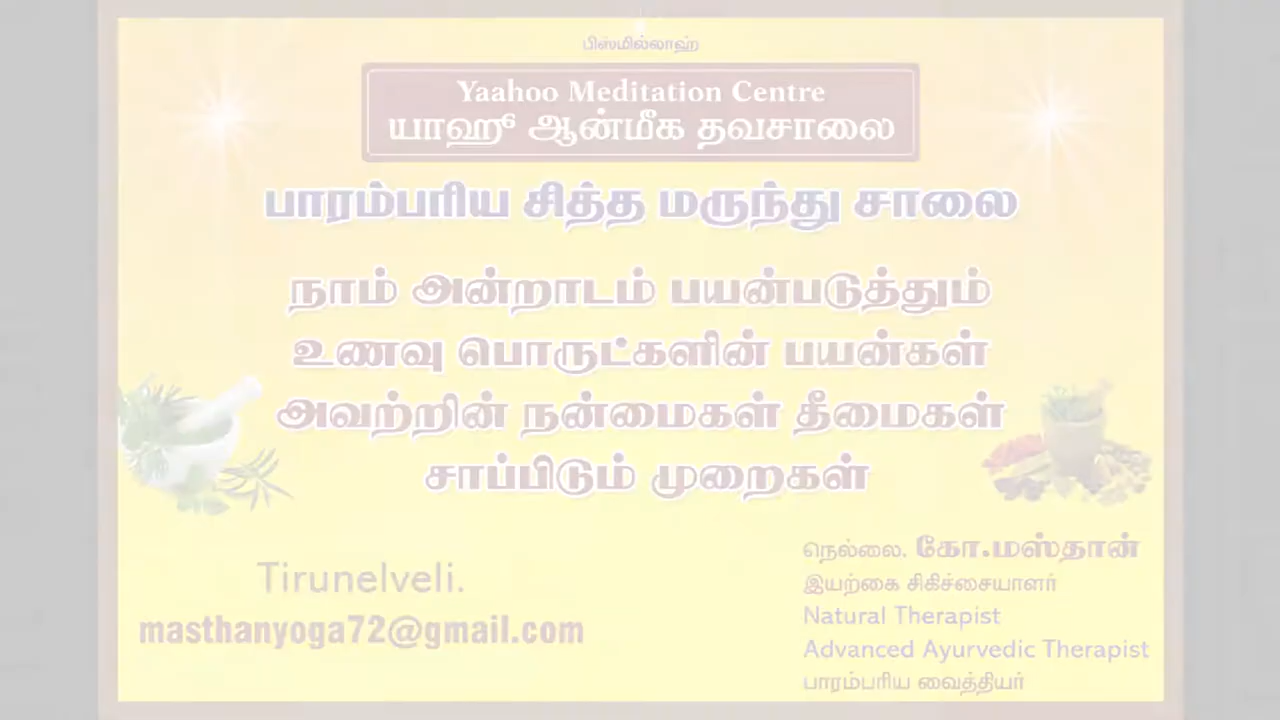 பிஸ்மில்லாஹ்
Yaahoo Meditation Centre
யாஹூ ஆன்மீக தவசாலை
பாரம்பரிய சித்த மருந்து சாலை
நாம் அன்றாடம் பயன்படுத்தும்
உணவு பொருட்களின் பயன்கள்
அவற்றின் நன்மைகள் தீமைகள்
சாப்பிடும் முறைகள்
Tirunelveli.
masthanyoga72@gmail.com
நெல்லை. கோ.மஸ்தான்
இயற்கை சிகிச்சையாளர்
Natural Therapist
Advanced Ayurvedic Therapist
பாரம்பரிய வைத்தியர்